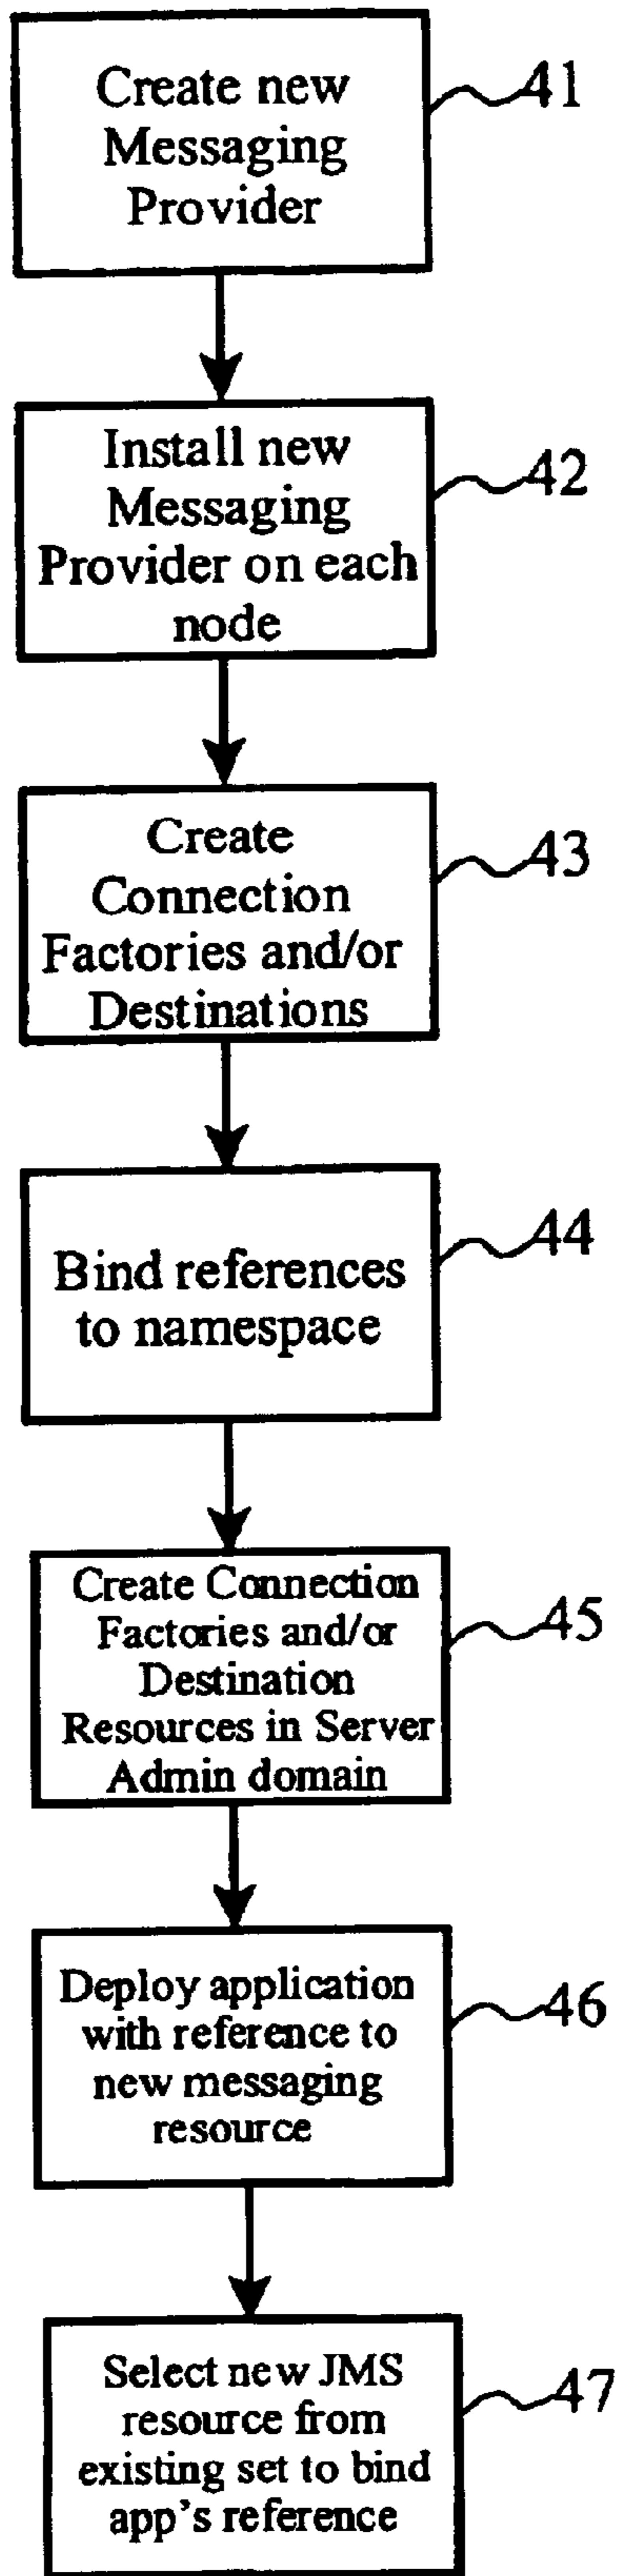 Create new
Messaging
Provider
41
Install new
Messaging
Provider on each
node
42
Create
Connection
Factories and/or
Destinations
43
Bind references
to namespace
44
Create Connection
Factories and/or
Destination
Resources in Server
Admin domain
45
Deploy application
with reference to
new messaging
resource
46
Select new JMS
resource from
existing set to bind
app's reference
47